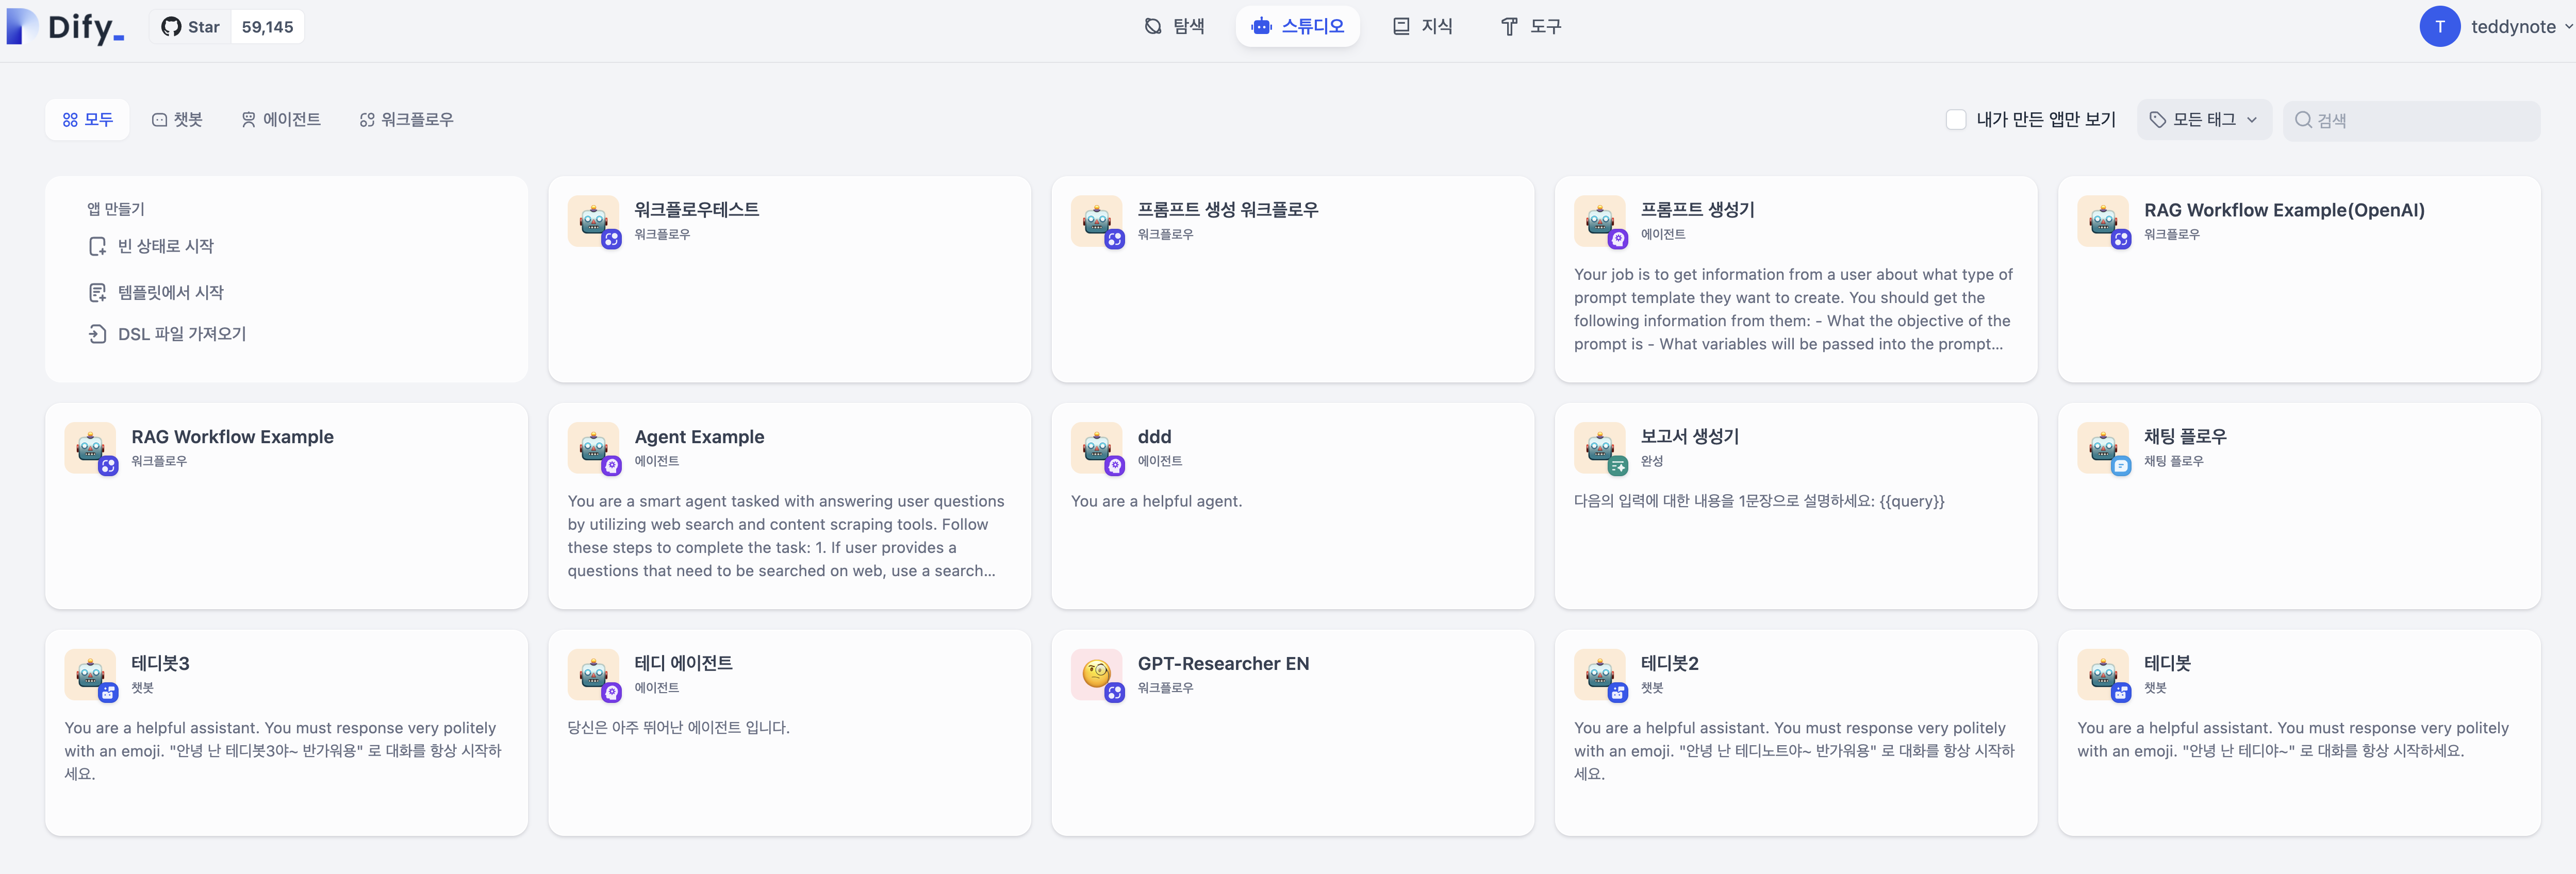 Dify_
Star 59,145
탐색
스튜디오
지식
도구
T
teddynote
모두
챗봇
에이전트
워크플로우
내가 만든 앱만 보기
모든 태그
검색
앱 만들기
빈 상태로 시작
템플릿에서 시작
DSL 파일 가져오기
워크플로우테스트
워크플로우
프롬프트 생성 워크플로우
워크플로우
프롬프트 생성기
에이전트
Your job is to get information from a user about what type of
prompt template they want to create. You should get the
following information from them: - What the objective of the
prompt is - What variables will be passed into the prompt...
RAG Workflow Example(OpenAI)
워크플로우
RAG Workflow Example
워크플로우
Agent Example
에이전트
You are a smart agent tasked with answering user questions
by utilizing web search and content scraping tools. Follow
these steps to complete the task: 1. If user provides a
questions that need to be searched on web, use a search...
ddd
에이전트
You are a helpful agent.
보고서 생성기
완성
다음의 입력에 대한 내용을 1문장으로 설명하세요: {{query}}
채팅 플로우
채팅 플로우
테디봇3
챗봇
You are a helpful assistant. You must response very politely
with an emoji. "안녕 난 테디봇3야~ 반가워용" 로 대화를 항상 시작하
세요.
테디 에이전트
에이전트
당신은 아주 뛰어난 에이전트 입니다.
GPT-Researcher EN
워크플로우
테디봇2
챗봇
You are a helpful assistant. You must response very politely
with an emoji. "안녕 난 테디노트야~ 반가워용" 로 대화를 항상 시작하
세요.
테디봇
챗봇
You are a helpful assistant. You must response very politely
with an emoji. "안녕 난 테디야~" 로 대화를 항상 시작하세요.